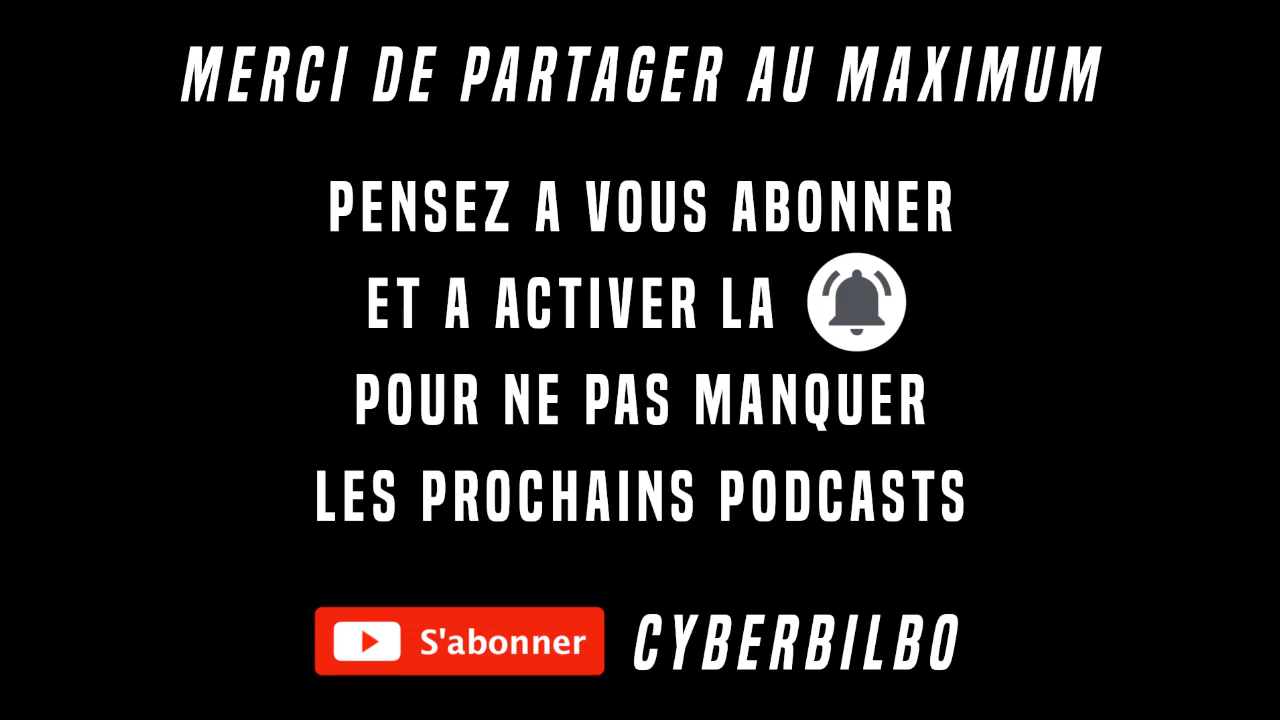 MERCI DE PARTAGER AU MAXIMUM
PENSEZ A VOUS ABONNER
ET A ACTIVER LA
POUR NE PAS MANQUER
LES PROCHAINS PODCASTS
S'abonner CYBERBILBO